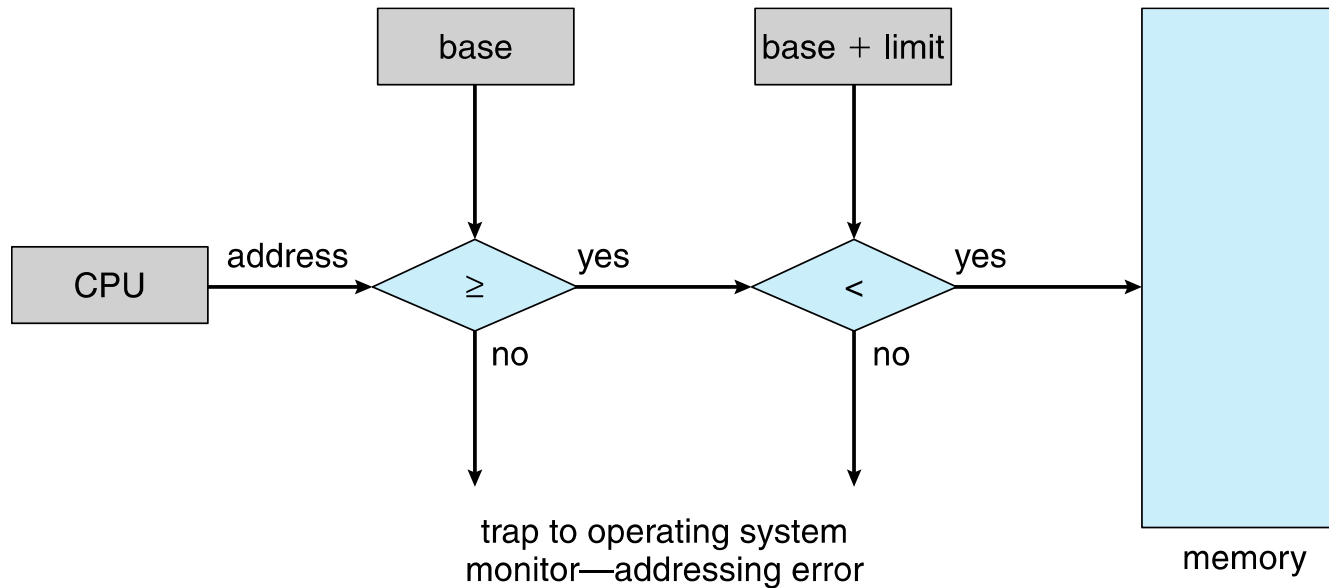 base
base + limit
CPU
address
≥
yes
<
yes
no
no
trap to operating system
monitor—addressing error
memory